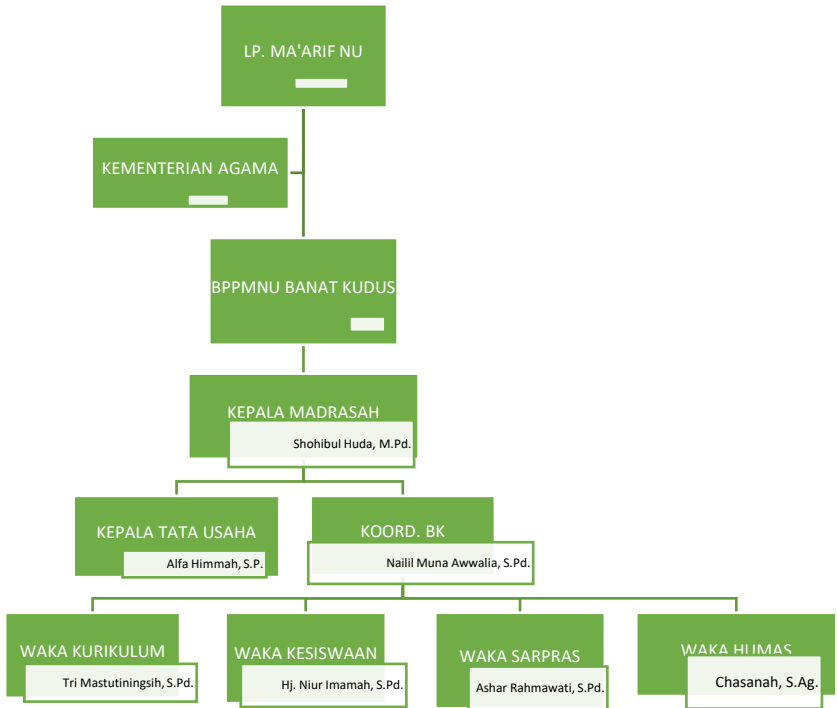 LP. MA'ARIF NU
KEMENTERIAN AGAMA
BPPMNU BANAT KUDUS
KEPALA MADRASAH
Shohibul Huda, M.Pd.
KEPALA TATA USAHA
Alfa Himmah, S.P.
KOORD. BK
Nailil Muna Awwalia, S.Pd.
WAKA KURIKULUM
Tri Mastutiningsih, S.Pd.
WAKA KESISWAAN
Hj. Niur Imamah, S.Pd.
WAKA SARPRAS
Ashar Rahmawati, S.Pd.
WAKA HUMAS
Chasanah, S.Ag.